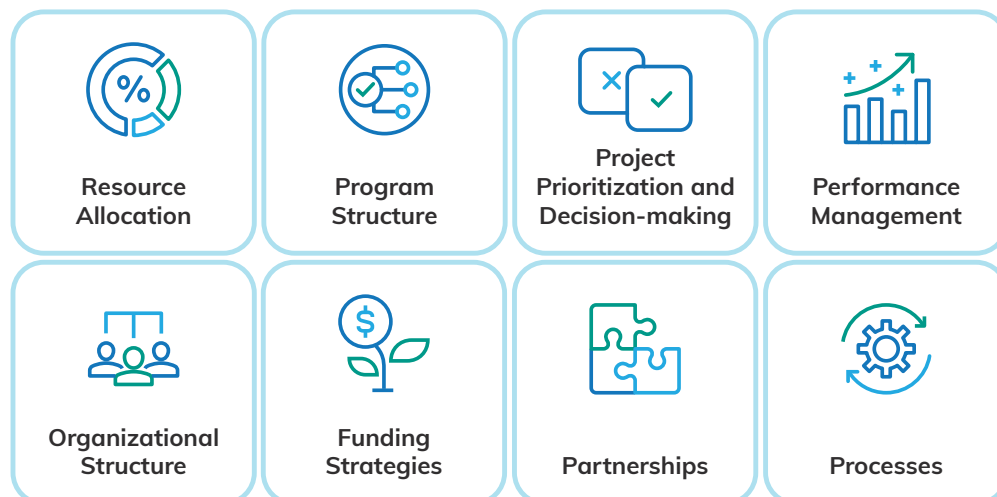 %
Resource
Allocation
Program
Structure
Project
Prioritization and
Decision-making
Performance
Management
$
Organizational
Structure
Funding
Strategies
Partnerships
Processes